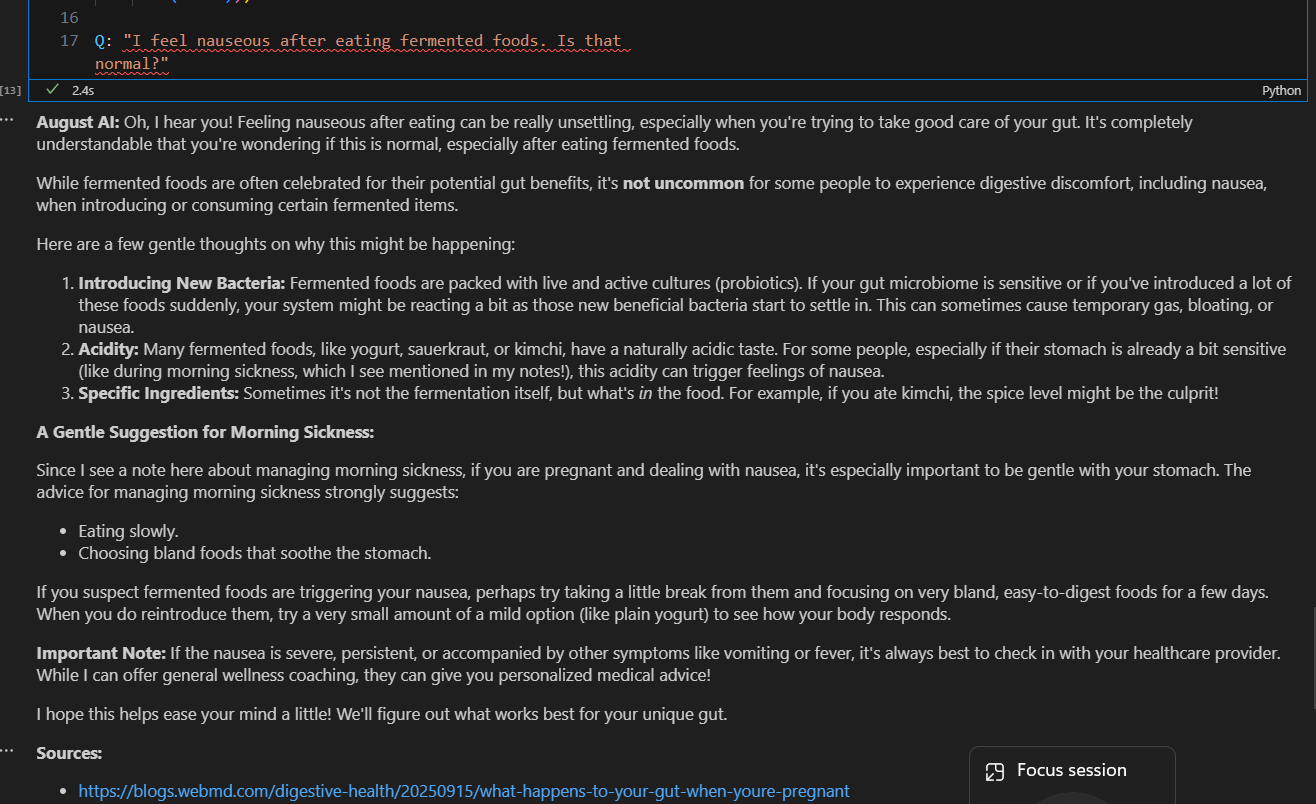 16
17 Q: "I feel nauseous after eating fermented foods. Is that
normal?"
[13] 2.4s Python
August AI: Oh, I hear you! Feeling nauseous after eating can be really unsettling, especially when you're trying to take good care of your gut. It's completely
understandable that you're wondering if this is normal, especially after eating fermented foods.
While fermented foods are often celebrated for their potential gut benefits, it's not uncommon for some people to experience digestive discomfort, including nausea,
when introducing or consuming certain fermented items.
Here are a few gentle thoughts on why this might be happening:
1. Introducing New Bacteria: Fermented foods are packed with live and active cultures (probiotics). If your gut microbiome is sensitive or if you've introduced a lot of
these foods suddenly, your system might be reacting a bit as those new beneficial bacteria start to settle in. This can sometimes cause temporary gas, bloating, or
nausea.
2. Acidity: Many fermented foods, like yogurt, sauerkraut, or kimchi, have a naturally acidic taste. For some people, especially if their stomach is already a bit sensitive
(like during morning sickness, which I see mentioned in my notes!), this acidity can trigger feelings of nausea.
3. Specific Ingredients: Sometimes it's not the fermentation itself, but what's in the food. For example, if you ate kimchi, the spice level might be the culprit!
A Gentle Suggestion for Morning Sickness:
Since I see a note here about managing morning sickness, if you are pregnant and dealing with nausea, it's especially important to be gentle with your stomach. The
advice for managing morning sickness strongly suggests:
• Eating slowly.
• Choosing bland foods that soothe the stomach.
If you suspect fermented foods are triggering your nausea, perhaps try taking a little break from them and focusing on very bland, easy-to-digest foods for a few days.
When you do reintroduce them, try a very small amount of a mild option (like plain yogurt) to see how your body responds.
Important Note: If the nausea is severe, persistent, or accompanied by other symptoms like vomiting or fever, it's always best to check in with your healthcare provider.
While I can offer general wellness coaching, they can give you personalized medical advice!
I hope this helps ease your mind a little! We'll figure out what works best for your unique gut.
Sources:
Focus session
• https://blogs.webmd.com/digestive-health/20250915/what-happens-to-your-gut-when-youre-pregnant